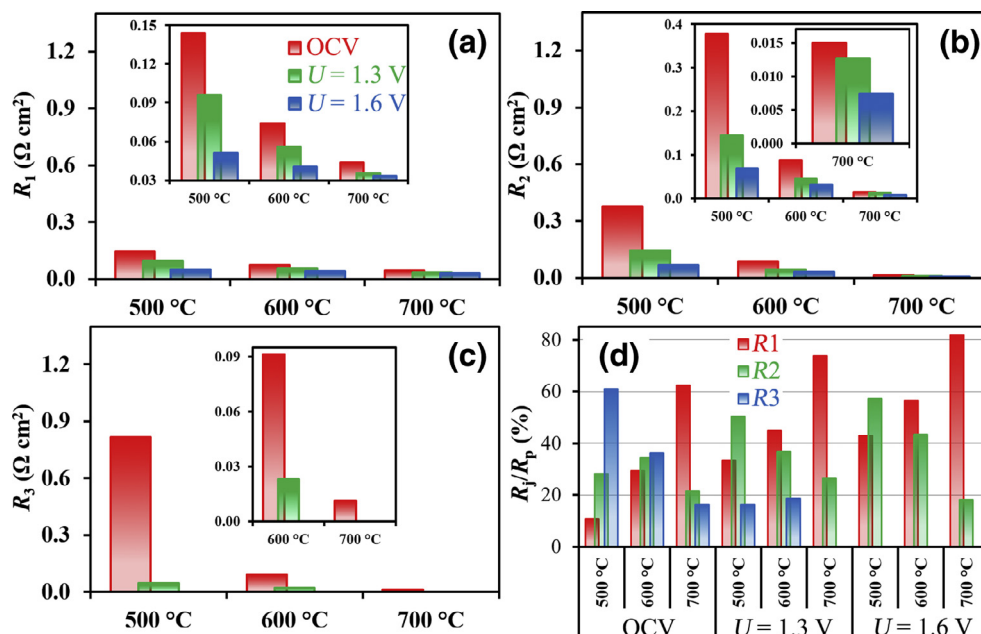 (a)
R₁ (Ω cm²)
1.2
0.9
0.6
0.3
0.0
0.15
0.12
0.09
0.06
0.03
OCV
U = 1.3 V
U = 1.6 V
500 °C 600 °C 700 °C
500 °C 600 °C 700 °C
(b)
R₂ (Ω cm²)
1.2
0.9
0.6
0.3
0.0
0.4
0.3
0.2
0.1
0.0
0.015
0.010
0.005
0.000
700 °C
500 °C 600 °C 700 °C
500 °C 600 °C 700 °C
(c)
R₃ (Ω cm²)
1.2
0.9
0.6
0.3
0.0
0.09
0.06
0.03
0.00
600 °C 700 °C
500 °C 600 °C 700 °C
(d)
Rⱼ/Rₚ (%)
80
60
40
20
0
R1
R2
R3
500 °C 600 °C 700 °C 500 °C 600 °C 700 °C 500 °C 600 °C 700 °C
OCV U = 1.3 V U = 1.6 V